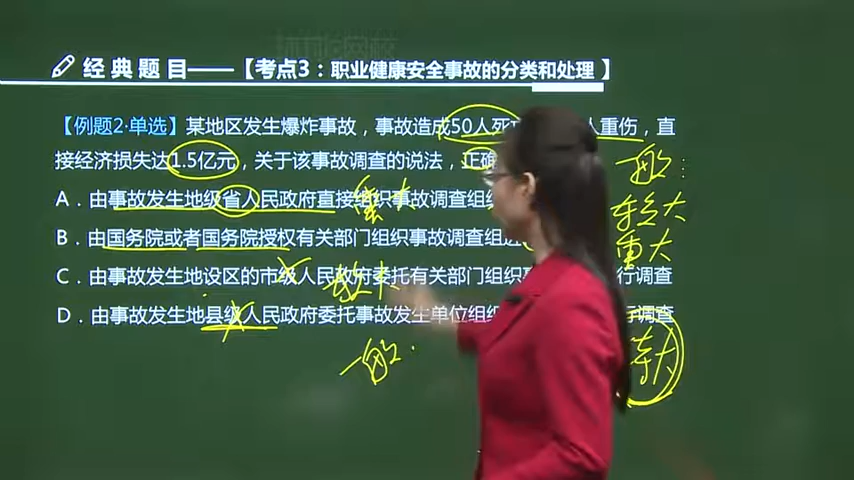 经典题目——【考点3：职业健康安全事故的分类和处理】
【例题2·单选】某地区发生爆炸事故，事故造成50人死 人重伤，直
接经济损失达1.5亿元，关于该事故调查的说法，正确
A．由事故发生地级省人民政府直接组织事故调查组
B．由国务院或者国务院授权有关部门组织事故调查组
C．由事故发生地设区的市级人民政府委托有关部门组织 行调查
D．由事故发生地县级人民政府委托事故发生单位组 行调查
一般：
较大
重大
特大
重大
较大
一般